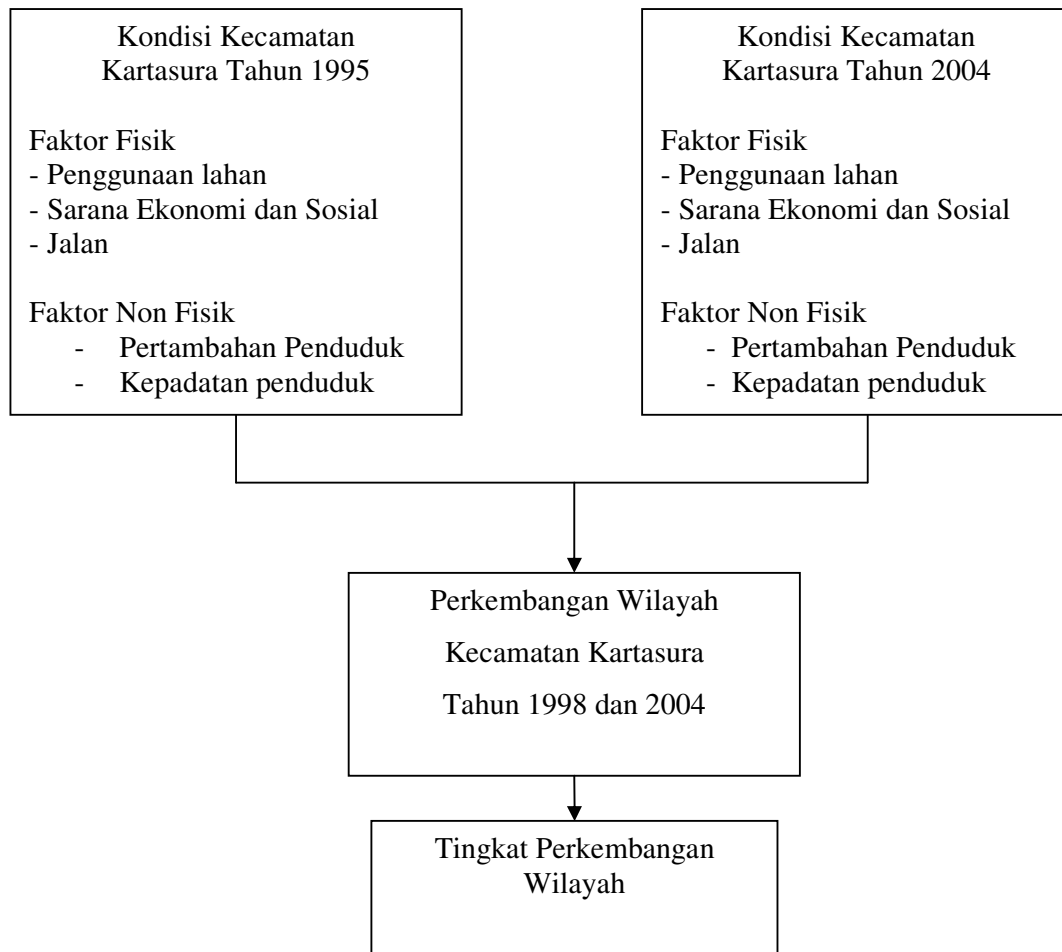 Kondisi Kecamatan
Kartasura Tahun 1995
Faktor Fisik
- Penggunaan lahan
- Sarana Ekonomi dan Sosial
- Jalan
Faktor Non Fisik
- Pertambahan Penduduk
- Kepadatan penduduk
Kondisi Kecamatan
Kartasura Tahun 2004
Faktor Fisik
- Penggunaan lahan
- Sarana Ekonomi dan Sosial
- Jalan
Faktor Non Fisik
- Pertambahan Penduduk
- Kepadatan penduduk
Perkembangan Wilayah
Kecamatan Kartasura
Tahun 1998 dan 2004
Tingkat Perkembangan
Wilayah